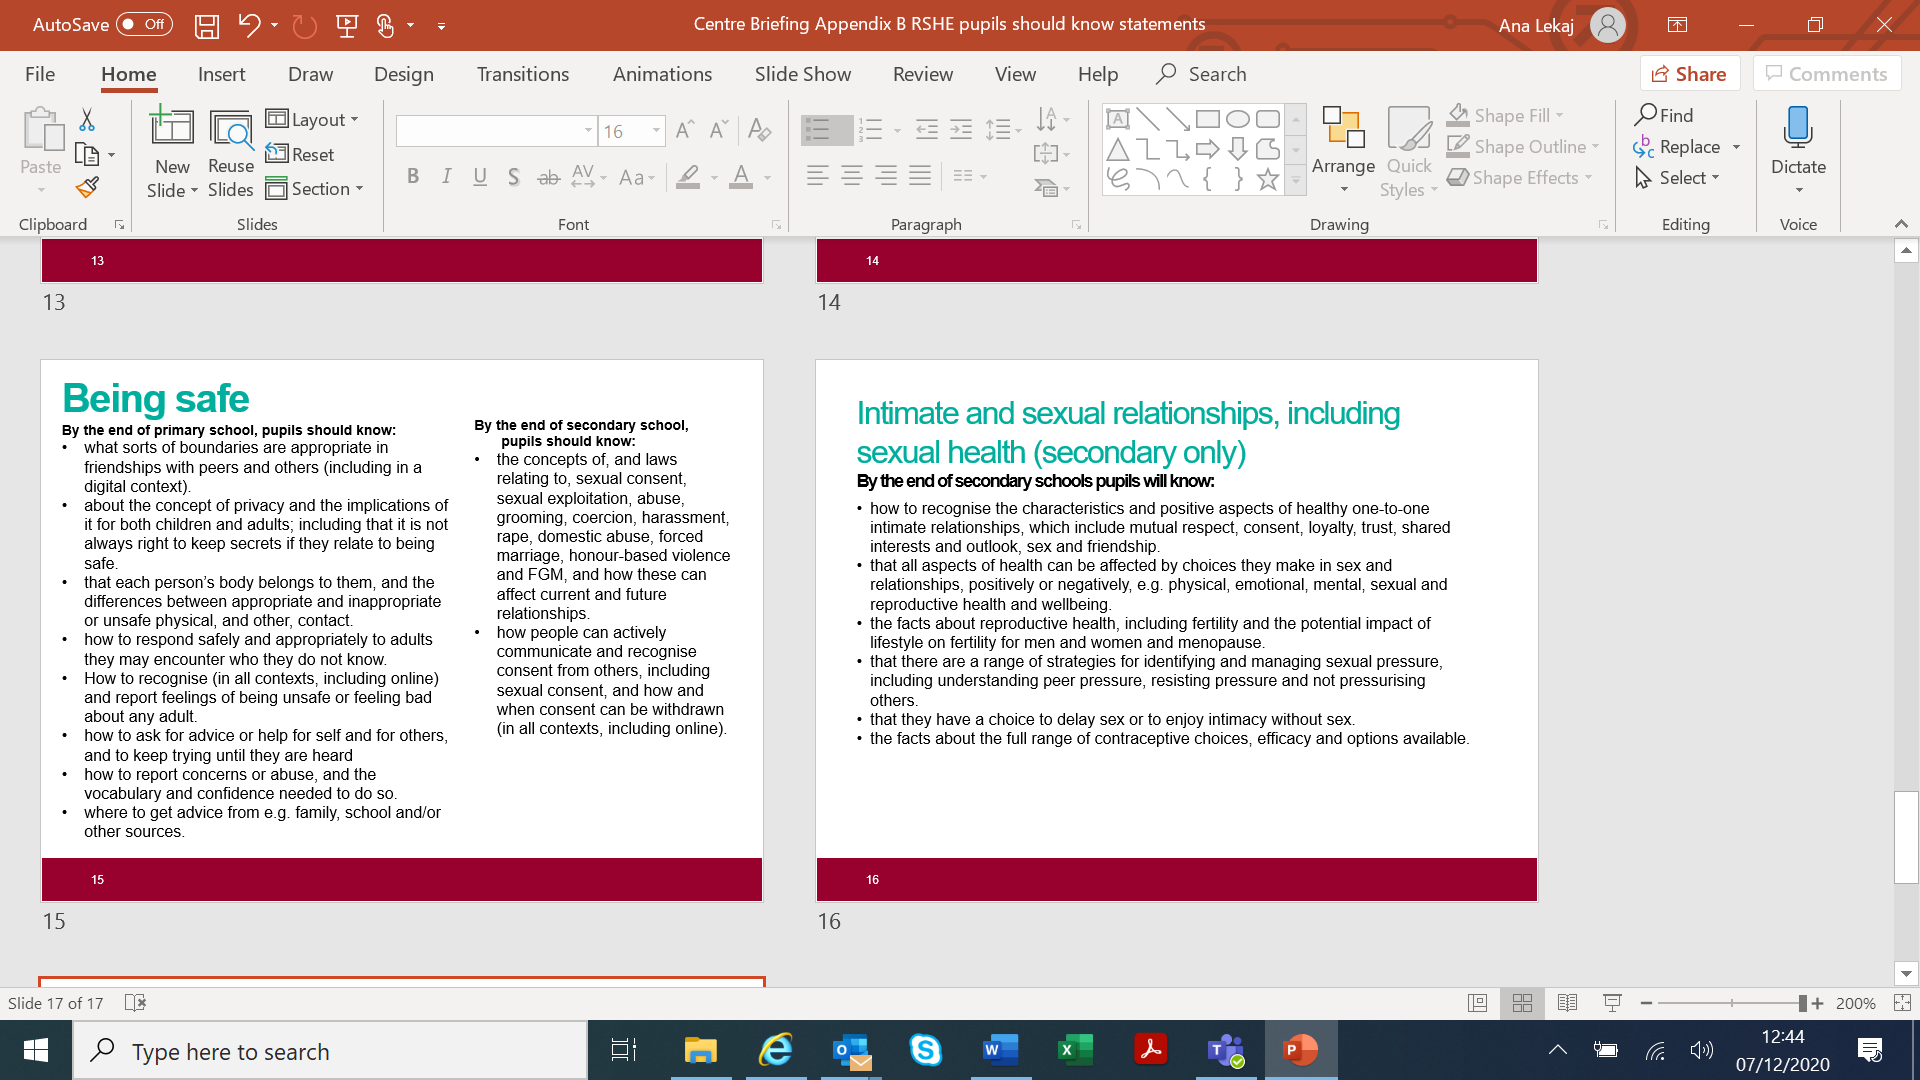 AutoSave Off
Centre Briefing Appendix B RSHE pupils should know statements
Ana Lekaj
File Home Insert Draw Design Transitions Animations Slide Show Review View Help Search
Share Comments
Paste
Clipboard
New Slide
Reuse Slides
Layout
Reset
Section
Slides
16
Font
Paragraph
Arrange
Quick Styles
Shape Fill
Shape Outline
Shape Effects
Drawing
Find
Replace
Select
Editing
Dictate
Voice
13
13
14
14
Being safe
By the end of primary school, pupils should know:
• what sorts of boundaries are appropriate in
friendships with peers and others (including in a
digital context).
• about the concept of privacy and the implications of
it for both children and adults; including that it is not
always right to keep secrets if they relate to being
safe.
• that each person’s body belongs to them, and the
differences between appropriate and inappropriate
or unsafe physical, and other, contact.
• how to respond safely and appropriately to adults
they may encounter who they do not know.
• How to recognise (in all contexts, including online)
and report feelings of being unsafe or feeling bad
about any adult.
• how to ask for advice or help for self and for others,
and to keep trying until they are heard
• how to report concerns or abuse, and the
vocabulary and confidence needed to do so.
• where to get advice from e.g. family, school and/or
other sources.
By the end of secondary school,
pupils should know:
• the concepts of, and laws
relating to, sexual consent,
sexual exploitation, abuse,
grooming, coercion, harassment,
rape, domestic abuse, forced
marriage, honour-based violence
and FGM, and how these can
affect current and future
relationships.
• how people can actively
communicate and recognise
consent from others, including
sexual consent, and how and
when consent can be withdrawn
(in all contexts, including online).
15
15
Intimate and sexual relationships, including
sexual health (secondary only)
By the end of secondary schools pupils will know:
• how to recognise the characteristics and positive aspects of healthy one-to-one
intimate relationships, which include mutual respect, consent, loyalty, trust, shared
interests and outlook, sex and friendship.
• that all aspects of health can be affected by choices they make in sex and
relationships, positively or negatively, e.g. physical, emotional, mental, sexual and
reproductive health and wellbeing.
• the facts about reproductive health, including fertility and the potential impact of
lifestyle on fertility for men and women and menopause.
• that there are a range of strategies for identifying and managing sexual pressure,
including understanding peer pressure, resisting pressure and not pressurising
others.
• that they have a choice to delay sex or to enjoy intimacy without sex.
• the facts about the full range of contraceptive choices, efficacy and options available.
16
16
Slide 17 of 17
200%
Type here to search
12:44
07/12/2020